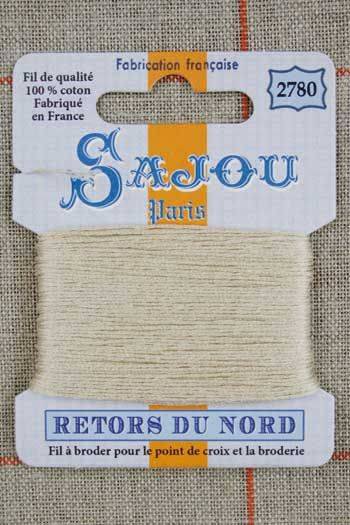 Fabrication française
Fil de qualité
100 % coton
Fabriqué
en France
2780
SAJOU
Paris
RETORS DU NORD
Fil à broder pour le point de croix et la broderie